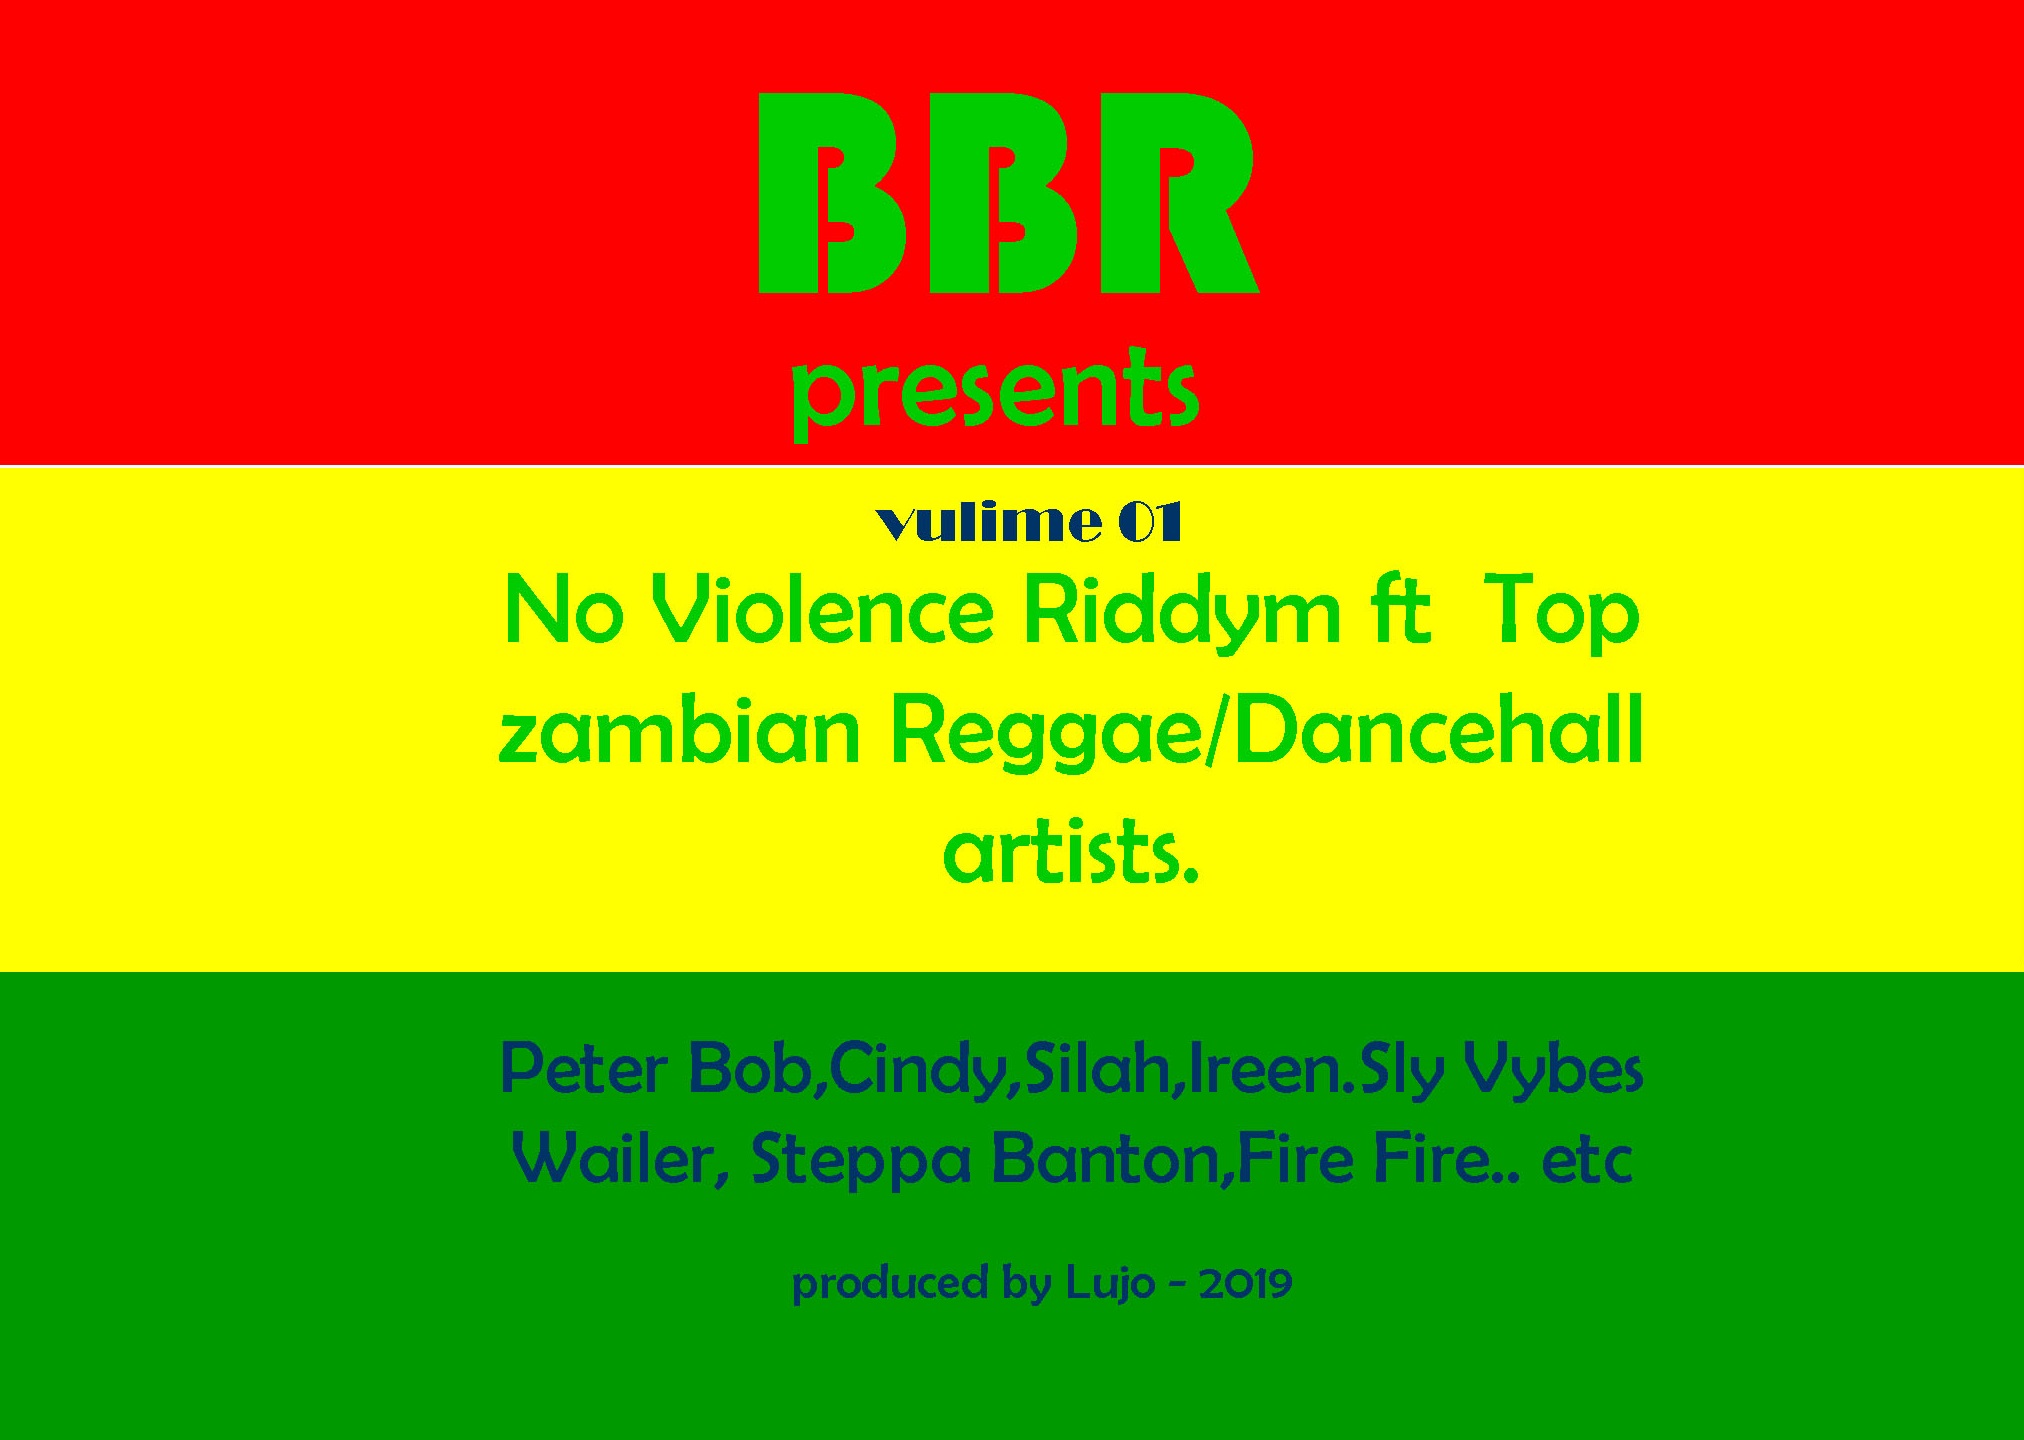 BBR
presents
vulime 01
No Violence Riddym ft  Top
zambian Reggae/Dancehall
artists.
Peter Bob,Cindy,Silah,Ireen.Sly Vybes
Wailer, Steppa Banton,Fire Fire.. etc
produced by Lujo - 2019